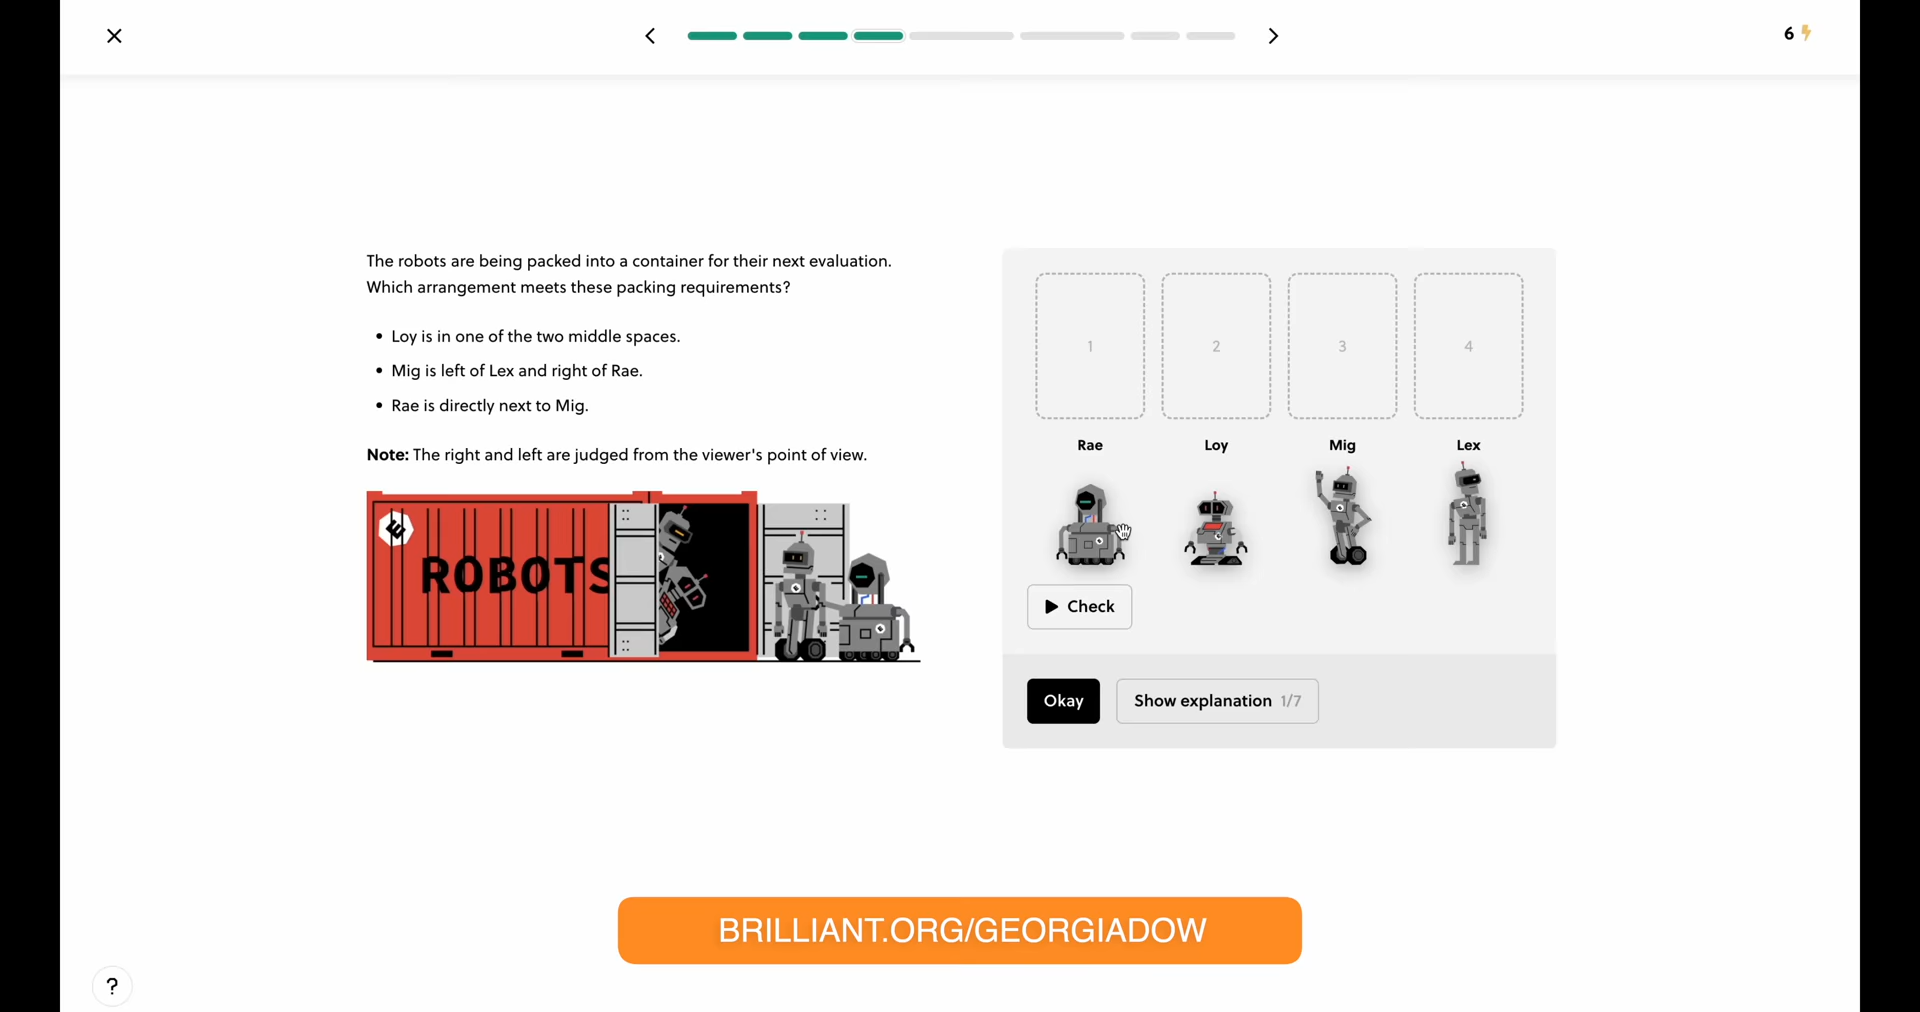 6
The robots are being packed into a container for their next evaluation.
Which arrangement meets these packing requirements?
• Loy is in one of the two middle spaces.
• Mig is left of Lex and right of Rae.
• Rae is directly next to Mig.
Note: The right and left are judged from the viewer's point of view.
E
ROBOTS
1 2 3 4
Rae Loy Mig Lex
Check
Okay Show explanation 1/7
BRILLIANT.ORG/GEORGIADOW
?